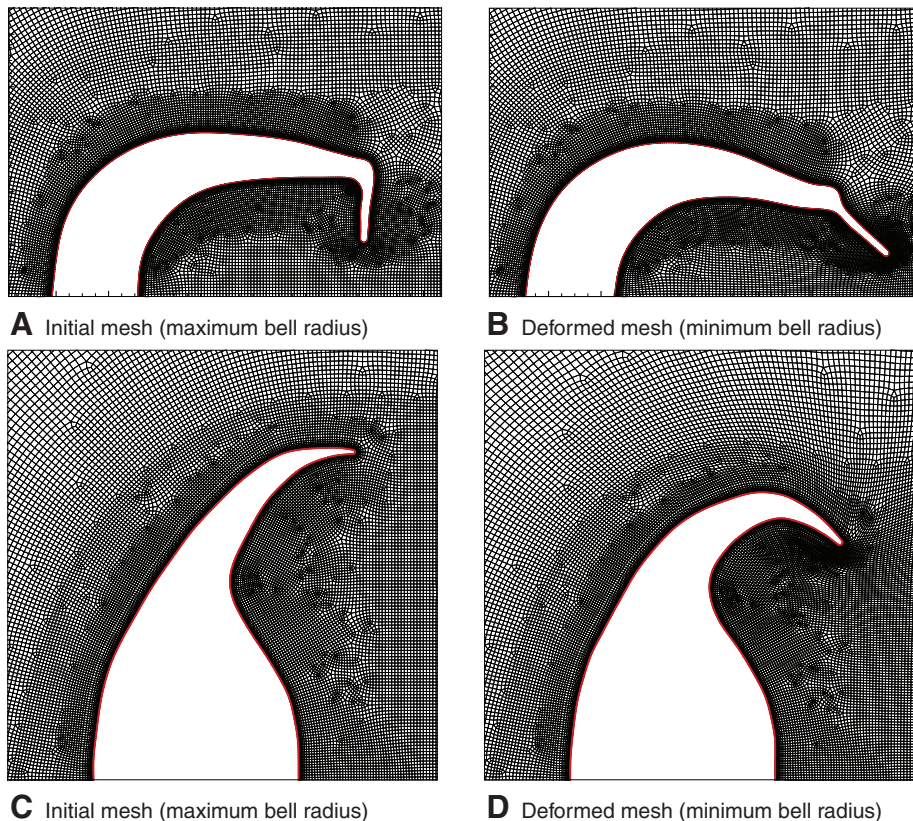 A Initial mesh (maximum bell radius)
B Deformed mesh (minimum bell radius)
C Initial mesh (maximum bell radius)
D Deformed mesh (minimum bell radius)